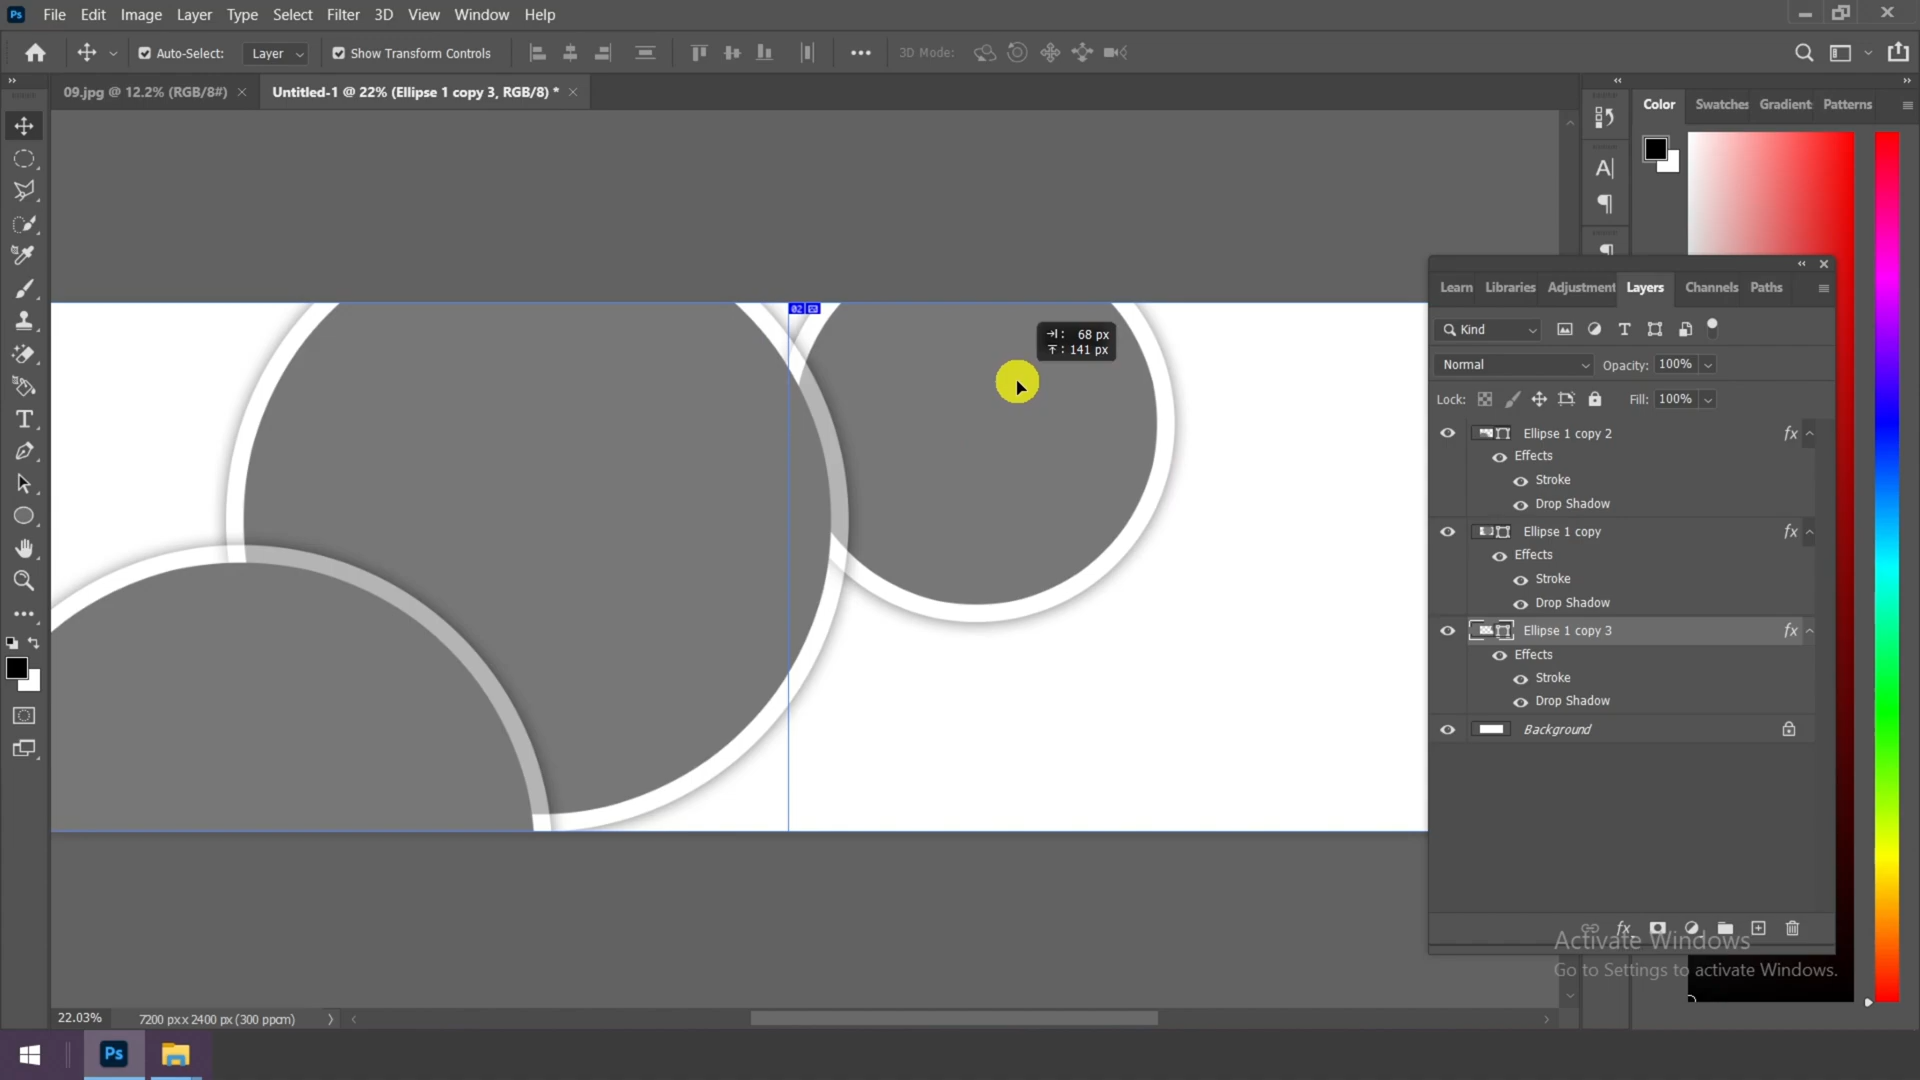 Ps File Edit Image Layer Type Select Filter 3D View Window Help
Auto-Select: Layer Show Transform Controls 3D Mode:
09.jpg @ 12.2% (RGB/8#) Untitled-1 @ 22% (Ellipse 1 copy 3, RGB/8) *
Color Swatches Gradient Patterns
02
68 px
141 px
Learn Libraries Adjustment Layers Channels Paths
Kind
Normal Opacity: 100%
Lock: Fill: 100%
Ellipse 1 copy 2 fx
Effects
Stroke
Drop Shadow
Ellipse 1 copy fx
Effects
Stroke
Drop Shadow
Ellipse 1 copy 3 fx
Effects
Stroke
Drop Shadow
Background
fx
Activate Windows
Go to Settings to activate Windows.
22.03% 7200 px x 2400 px (300 ppcm)
Ps